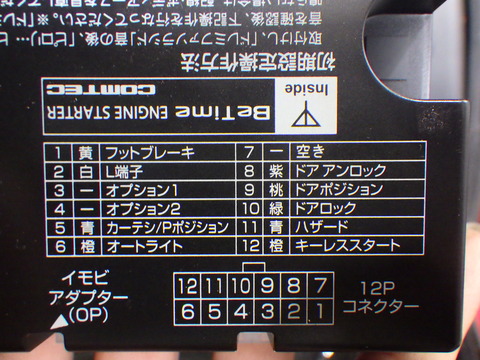 1 黄 フットブレーキ 7 ー 空き
2 白 L端子 8 紫 ドアアンロック
3 ー オプション1 9 桃 ドアポジション
4 ー オプション2 10 緑 ドアロック
5 青 カーテシ/Pポジション 11 青 ハザード
6 橙 オートライト 12 橙 キーレススタート
イモビ
アダプター
(OP)
12 11 10 9 8 7
6 5 4 3 2 1
12P
コネクター
初期設定操作方法
BeTime ENGINE STARTER
COMTEC
Inside